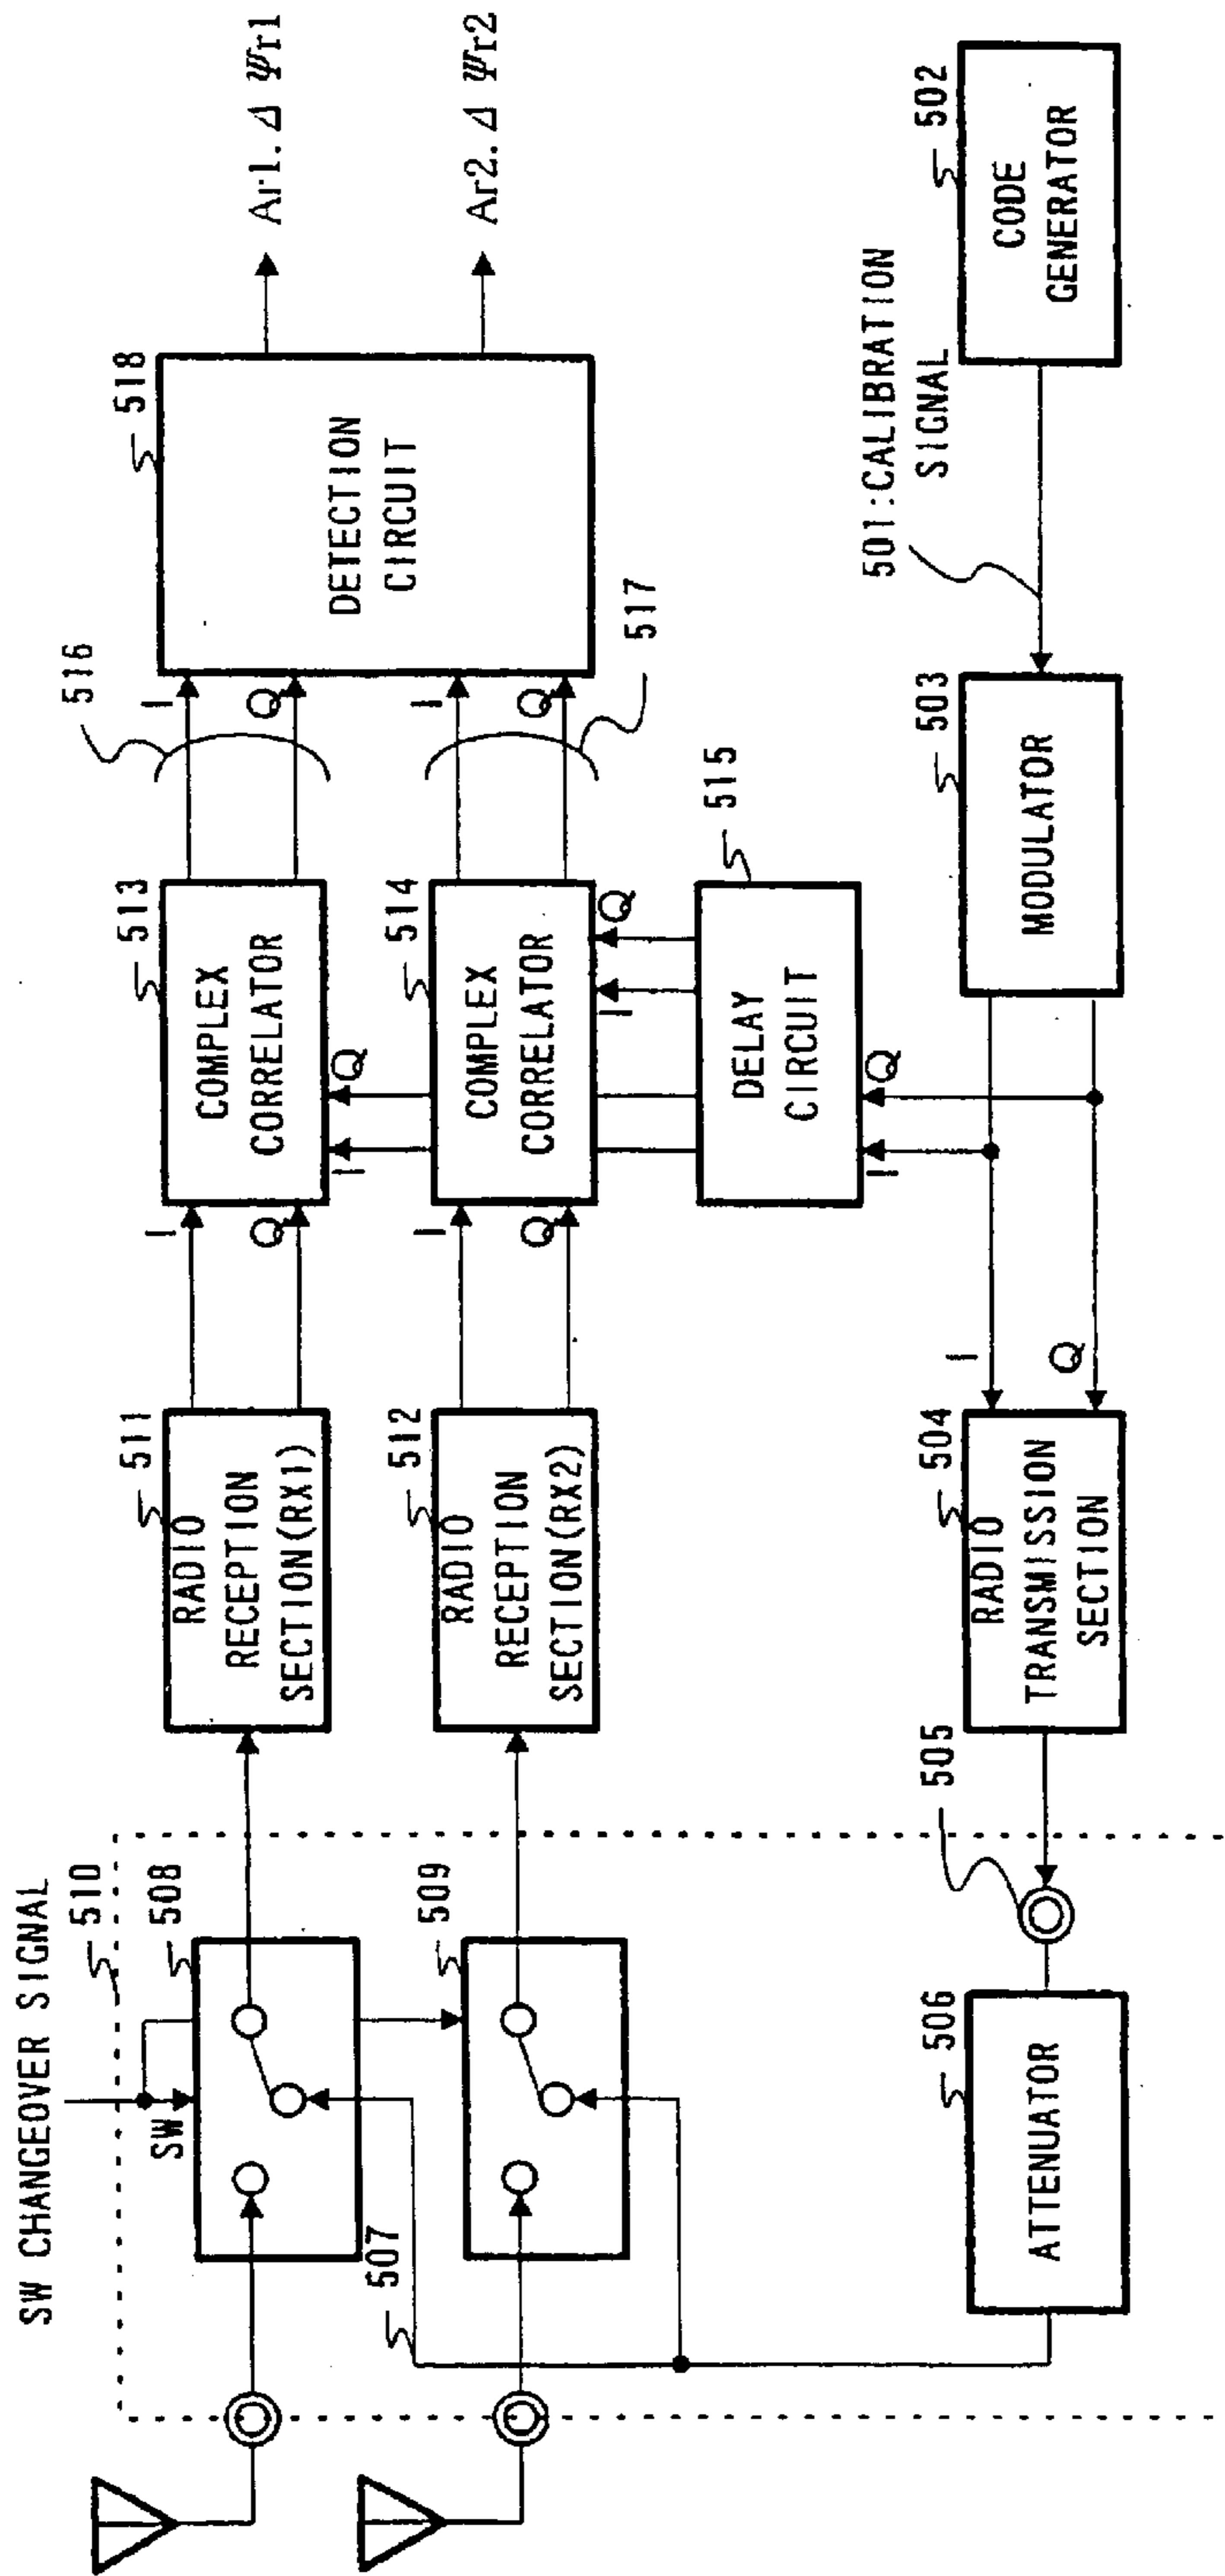 SW CHANGEOVER SIGNAL
510
508
SW
507
509
511
RADIO
RECEPTION
SECTION(RX1)
512
RADIO
RECEPTION
SECTION(RX2)
I
Q
I
Q
513
COMPLEX
CORRELATOR
I
Q
514
COMPLEX
CORRELATOR
I
Q
515
DELAY
CIRCUIT
I
Q
516
I
Q
I
Q
517
518
DETECTION
CIRCUIT
Ar1. Δ Ψr1
Ar2. Δ Ψr2
506
ATTENUATOR
505
504
RADIO
TRANSMISSION
SECTION
I
Q
503
MODULATOR
501:CALIBRATION
SIGNAL
502
CODE
GENERATOR